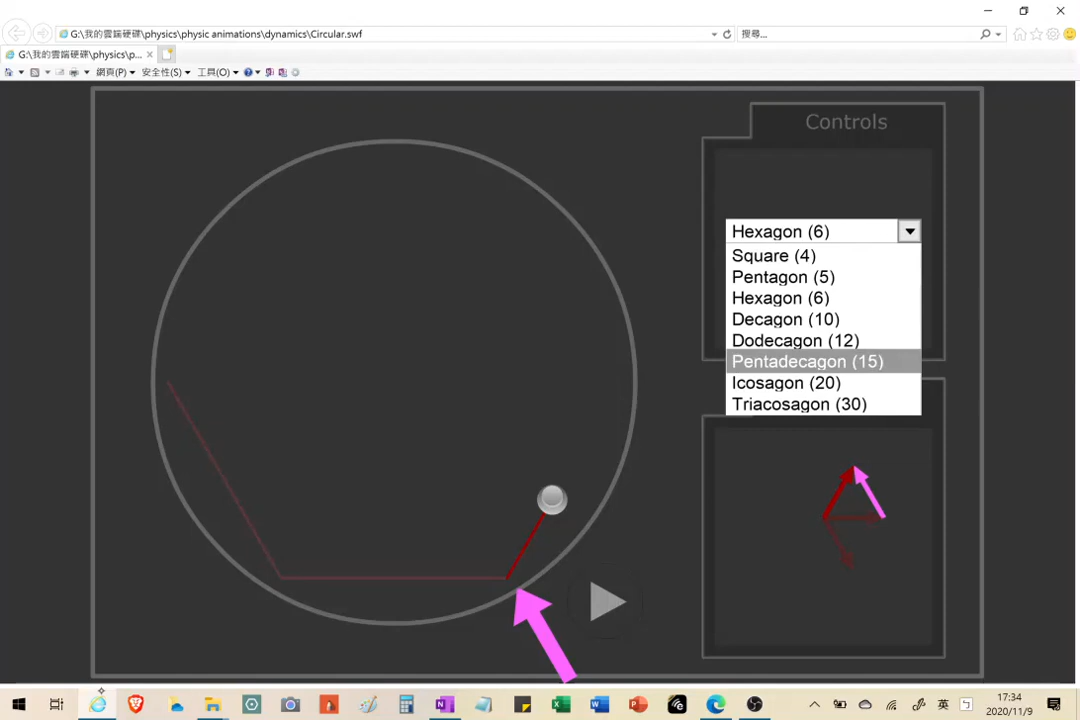 G:\我的雲端硬碟\physics\physic animations\dynamics\Circular.swf
搜尋...
G:\我的雲端硬碟\physics\p...
網頁(P) 安全性(S) 工具(O)
Controls
Hexagon (6)
Square (4)
Pentagon (5)
Hexagon (6)
Decagon (10)
Dodecagon (12)
Pentadecagon (15)
Icosagon (20)
Triacosagon (30)
英
17:34
2020/11/9